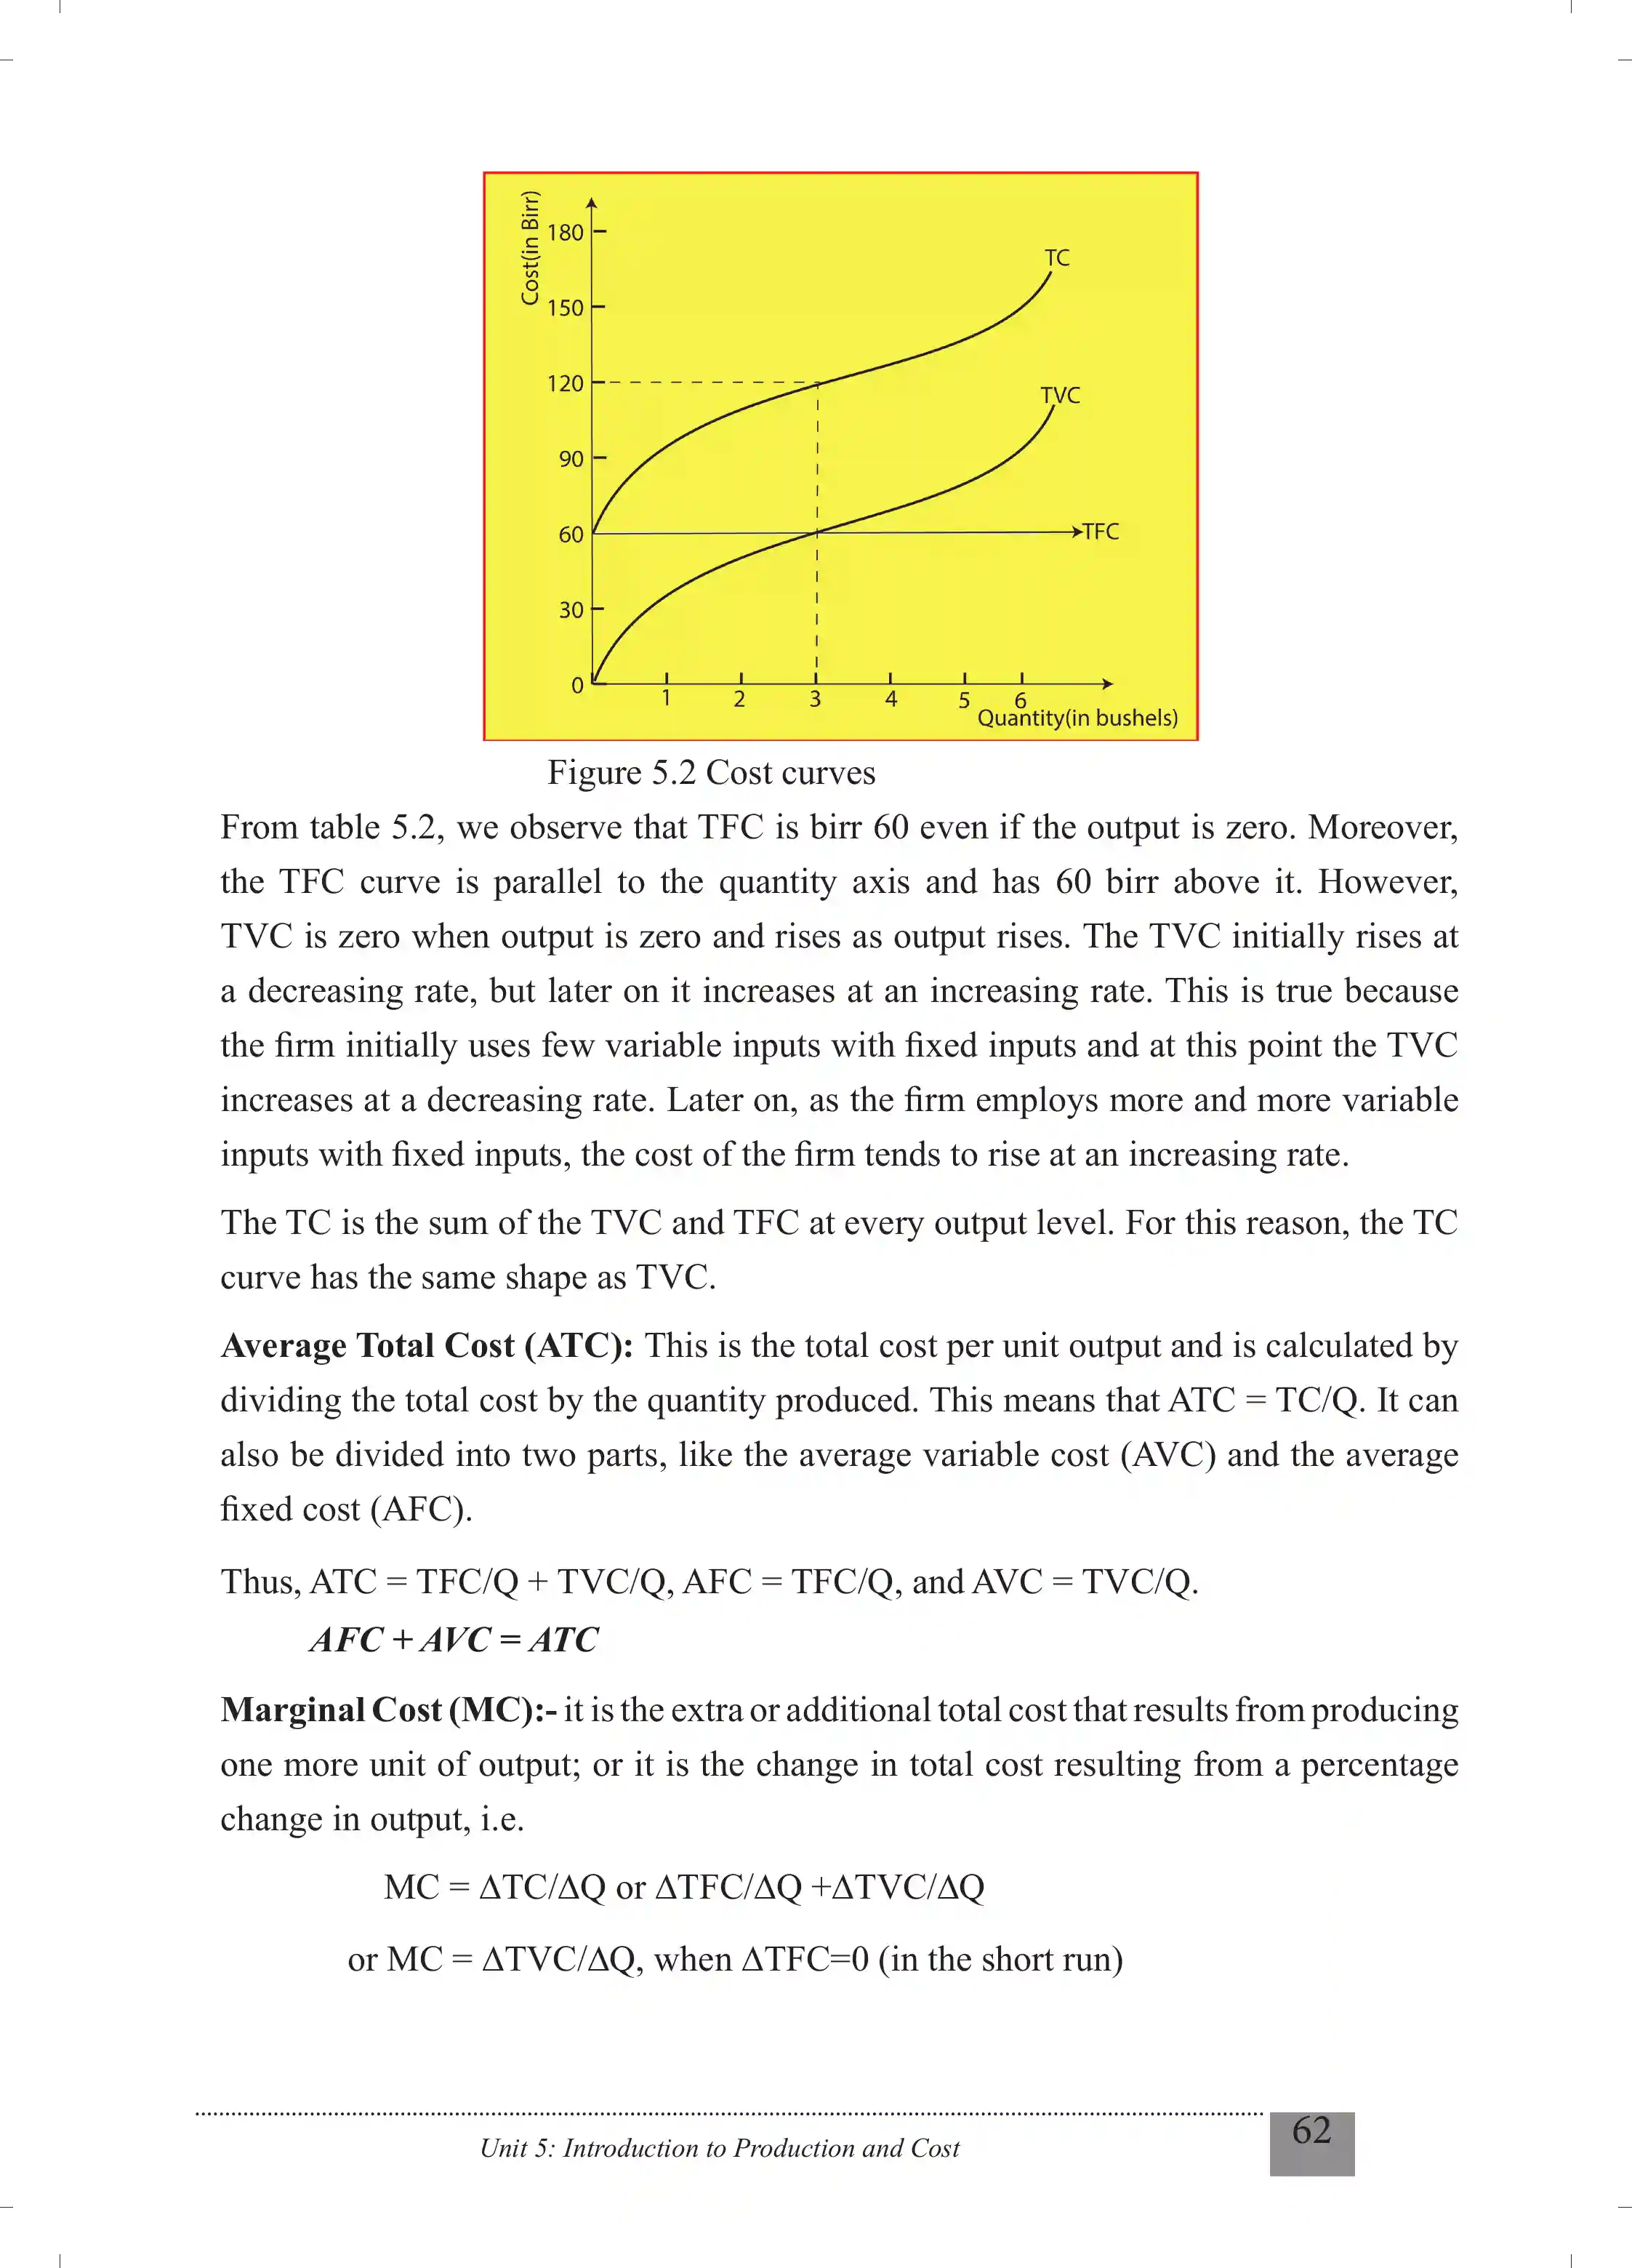 Cost(in Birr)
180
150
120
90
60
30
0
TC
TVC
TFC
1 2 3 4 5 6
Quantity(in bushels)
Figure 5.2 Cost curves
From table 5.2, we observe that TFC is birr 60 even if the output is zero. Moreover,
the TFC curve is parallel to the quantity axis and has 60 birr above it. However,
TVC is zero when output is zero and rises as output rises. The TVC initially rises at
a decreasing rate, but later on it increases at an increasing rate. This is true because
the firm initially uses few variable inputs with fixed inputs and at this point the TVC
increases at a decreasing rate. Later on, as the firm employs more and more variable
inputs with fixed inputs, the cost of the firm tends to rise at an increasing rate.
The TC is the sum of the TVC and TFC at every output level. For this reason, the TC
curve has the same shape as TVC.
Average Total Cost (ATC): This is the total cost per unit output and is calculated by
dividing the total cost by the quantity produced. This means that ATC = TC/Q. It can
also be divided into two parts, like the average variable cost (AVC) and the average
fixed cost (AFC).
Thus, ATC = TFC/Q + TVC/Q, AFC = TFC/Q, and AVC = TVC/Q.
AFC + AVC = ATC
Marginal Cost (MC):- it is the extra or additional total cost that results from producing
one more unit of output; or it is the change in total cost resulting from a percentage
change in output, i.e.
MC = ∆TC/∆Q or ∆TFC/∆Q +∆TVC/∆Q
or MC = ∆TVC/∆Q, when ∆TFC=0 (in the short run)
Unit 5: Introduction to Production and Cost
62